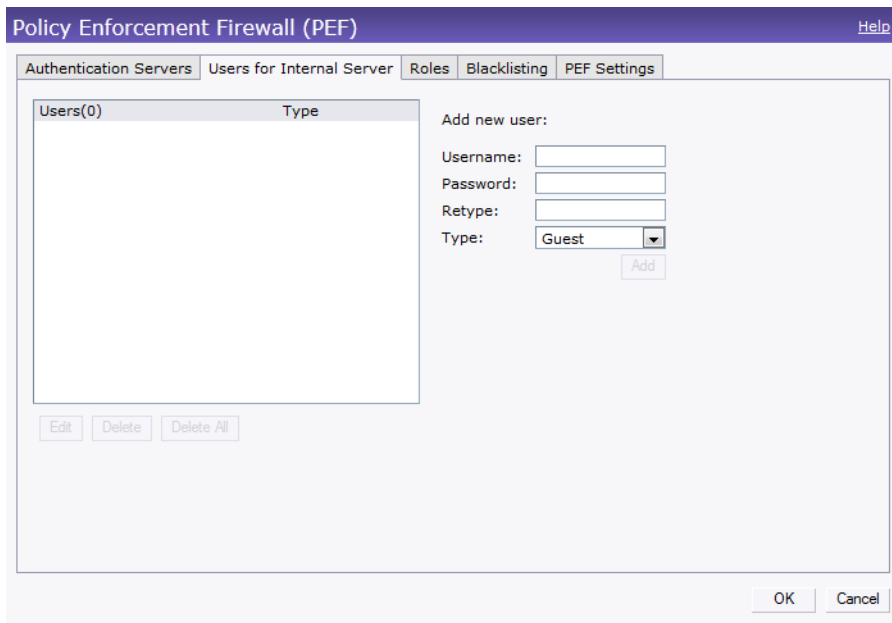 Policy Enforcement Firewall (PEF) Help
Authentication Servers Users for Internal Server Roles Blacklisting PEF Settings
Users(0) Type
Add new user:
Username:
Password:
Retype:
Type: Guest
Add
Edit Delete Delete All
OK Cancel